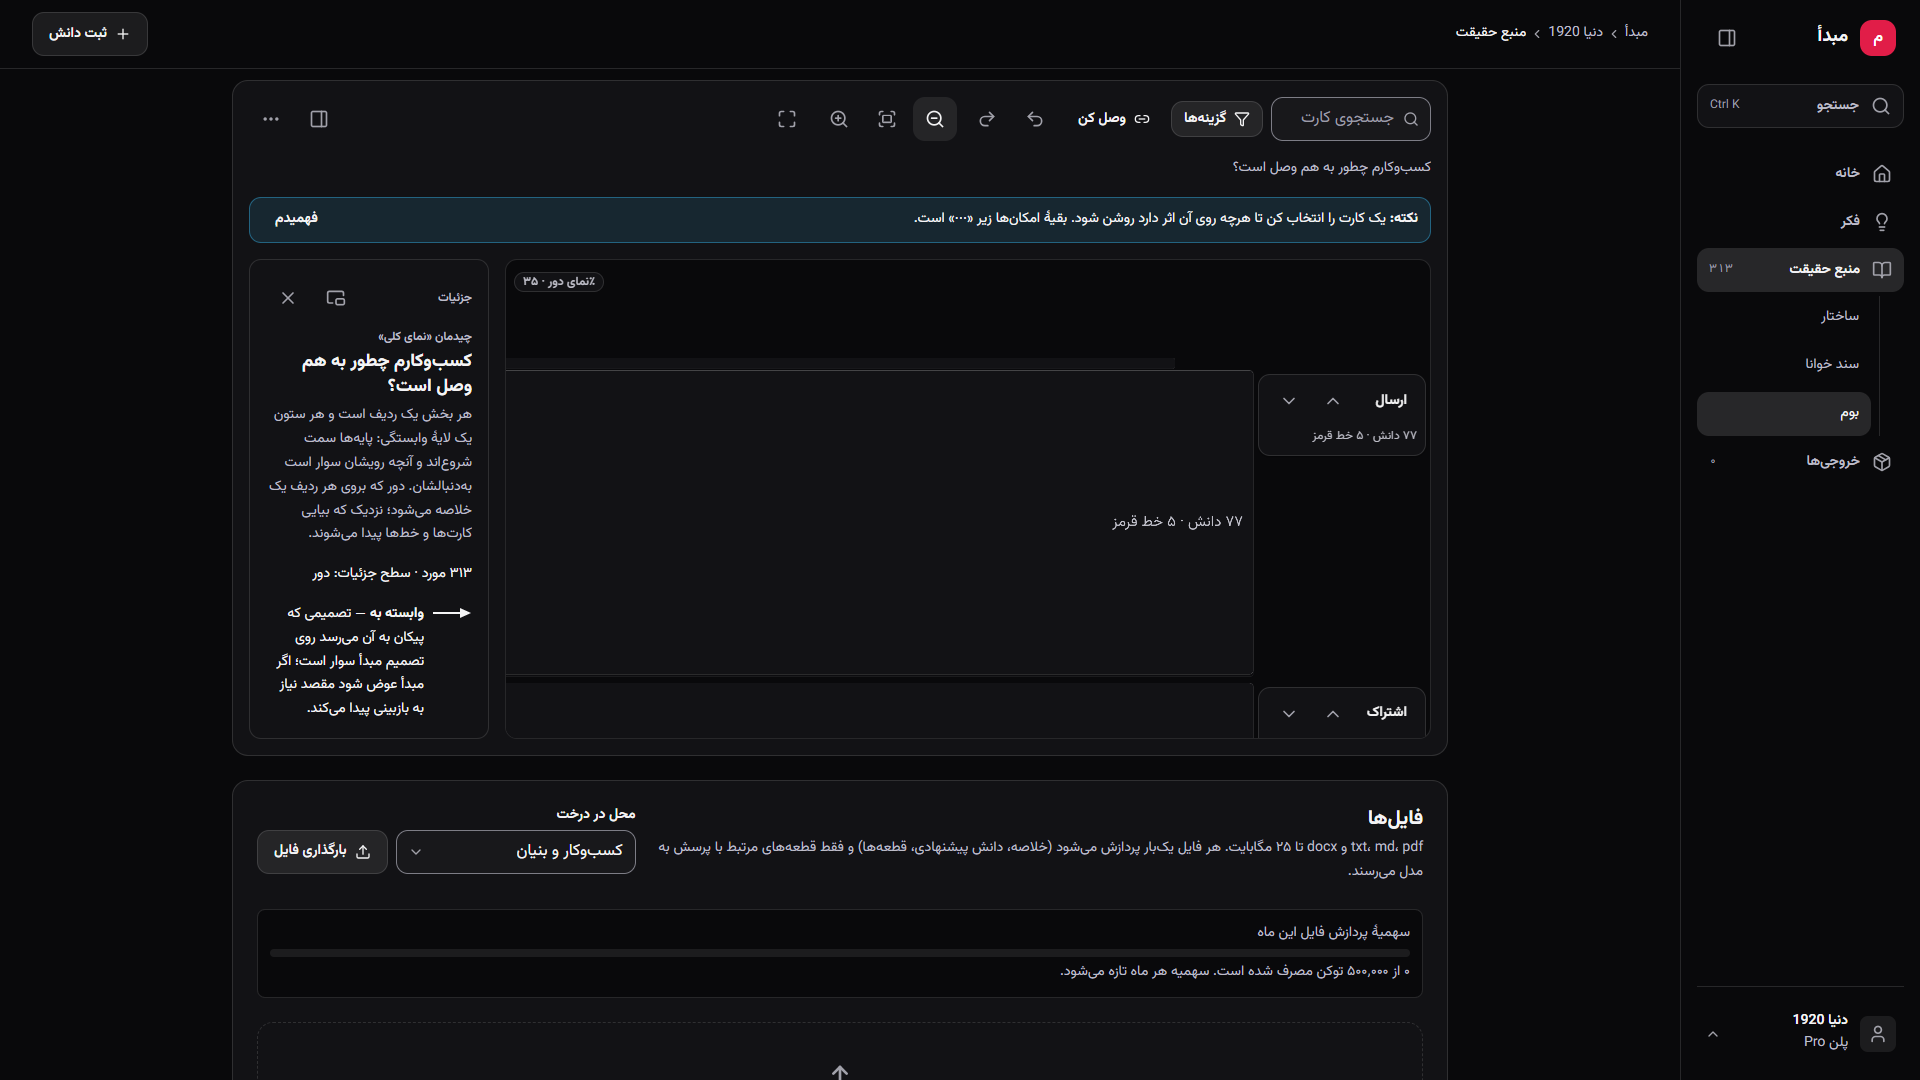 م
مبدأ
جستجو
Ctrl K
خانه
فکر
منبع حقیقت
۳۱۳
ساختار
سند خوانا
بوم
خروجی‌ها
۰
دنیا 1920
پلن Pro
مبدأ › دنیا 1920 › منبع حقیقت
ثبت دانش
جستجوی کارت
گزینه‌ها
وصل کن
کسب‌وکارم چطور به هم وصل است؟
نکته: یک کارت را انتخاب کن تا هرچه روی آن اثر دارد روشن شود. بقیهٔ امکان‌ها زیر «⋯» است.
فهمیدم
نمای دور · ۳۵٪
ارسال
۷۷ دانش · ۵ خط قرمز
۷۷ دانش · ۵ خط قرمز
اشتراک
جزئیات
چیدمان «نمای کلی»
کسب‌وکارم چطور به هم
وصل است؟
هر بخش یک ردیف است و هر ستون
یک لایهٔ وابستگی: پایه‌ها سمت
شروع‌اند و آنچه رویشان سوار است
به‌دنبالشان. دور که بروی هر ردیف یک
خلاصه می‌شود؛ نزدیک که بیایی
کارت‌ها و خط‌ها پیدا می‌شوند.
۳۱۳ مورد · سطح جزئیات: دور
وابسته به — تصمیمی که
پیکان به آن می‌رسد روی
تصمیم مبدأ سوار است؛ اگر
مبدأ عوض شود مقصد نیاز
به بازبینی پیدا می‌کند.
فایل‌ها
txt، md، pdf و docx تا ۲۵ مگابایت. هر فایل یک‌بار پردازش می‌شود (خلاصه، دانش پیشنهادی، قطعه‌ها) و فقط قطعه‌های مرتبط با پرسش به
مدل می‌رسند.
محل در درخت
کسب‌وکار و بنیان
بارگذاری فایل
سهمیهٔ پردازش فایل این ماه
۰ از ۵۰۰,۰۰۰ توکن مصرف شده است. سهمیه هر ماه تازه می‌شود.